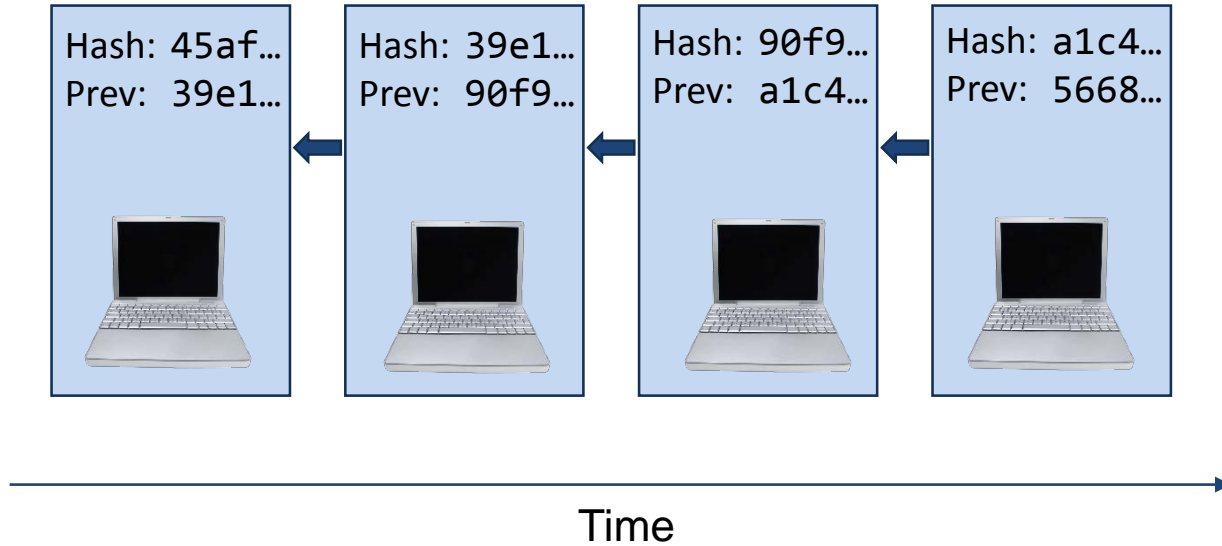 Hash: 45af…
Prev: 39e1…
Hash: 39e1…
Prev: 90f9…
Hash: 90f9…
Prev: a1c4…
Hash: a1c4…
Prev: 5668…
Time